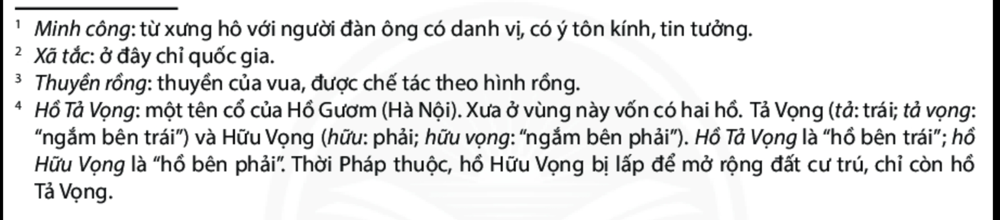 1 Minh công: từ xưng hô với người đàn ông có danh vị, có ý tôn kính, tin tưởng.
2 Xã tắc: ở đây chỉ quốc gia.
3 Thuyền rồng: thuyền của vua, được chế tác theo hình rồng.
4 Hồ Tả Vọng: một tên cổ của Hồ Gươm (Hà Nội). Xưa ở vùng này vốn có hai hồ. Tả Vọng (tả: trái; tả vọng:
“ngắm bên trái”) và Hữu Vọng (hữu: phải; hữu vọng: “ngắm bên phải”). Hồ Tả Vọng là “hồ bên trái”; hồ
Hữu Vọng là “hồ bên phải”. Thời Pháp thuộc, hồ Hữu Vọng bị lấp để mở rộng đất cư trú, chỉ còn hồ
Tả Vọng.